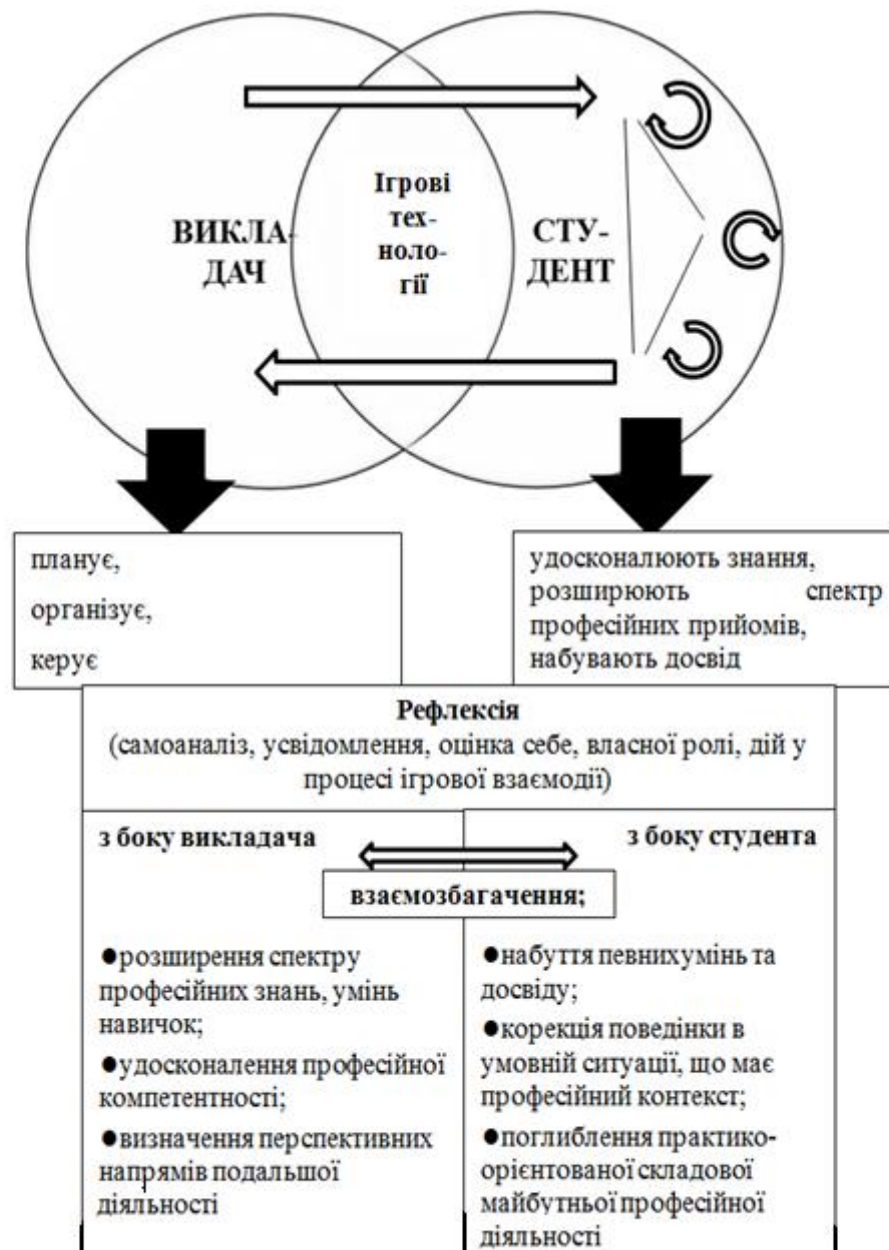 ВИКЛА-
ДАЧ
Ігрові
тех-
ноло-
гії
СТУ-
ДЕНТ
планує,
організує,
керує
удосконалюють знання,
розширюють спектр
професійних прийомів,
набувають досвід
Рефлексія
(самоаналіз, усвідомлення, оцінка себе, власної ролі, дій у
процесі ігрової взаємодії)
з боку викладача
з боку студента
взаємозбагачення;
●розширення спектру
професійних знань, умінь
навичок;
●удосконалення професійної
компетентності;
●визначення перспективних
напрямів подальшої
діяльності
●набуття певнихумінь та
досвіду;
●корекція поведінки в
умовній ситуації, що має
професійний контекст;
●поглиблення практико-
орієнтованої складової
майбутньої професійної
діяльності